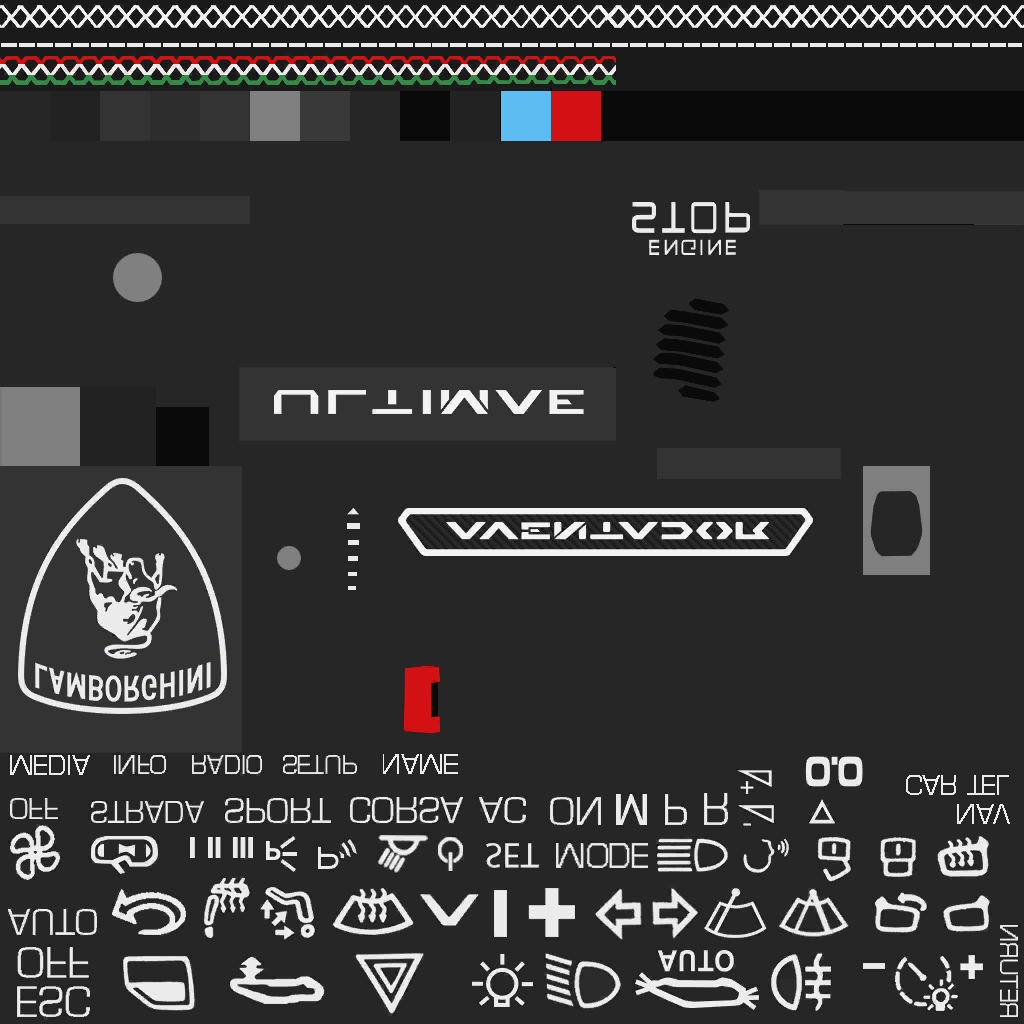 STOP
ENGINE
ULTIMAE
AVENTADOR
LAMBORGHINI
MEDIA INFO RADIO SETUP NAME
0.0
CAR TEL
OFF STRADA SPORT CORSA AC ON M P R
NAV
P
SET MODE
AUTO
OFF
AUTO
ESC
RETURN